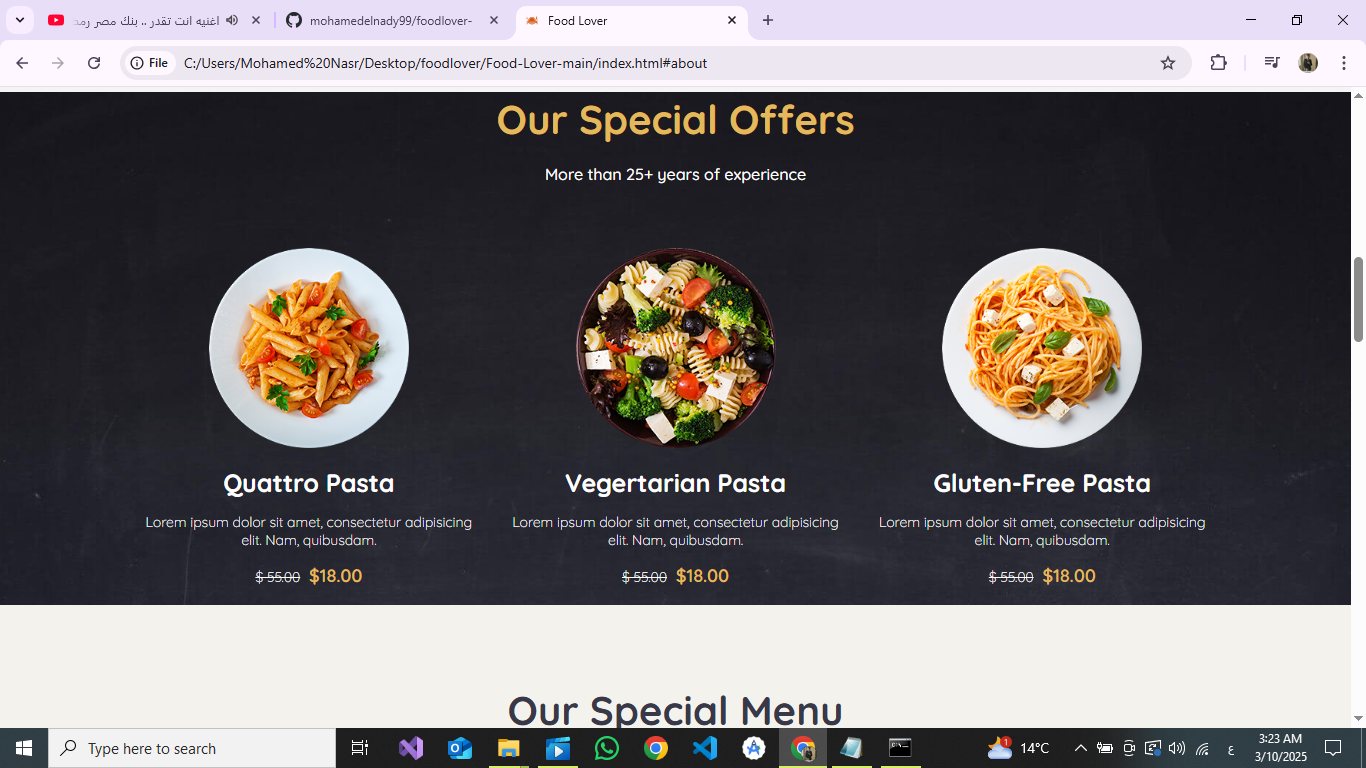 اغنيه انت تقدر .. بنك مصر رمد
mohamedelnady99/foodlover-
Food Lover
File
C:/Users/Mohamed%20Nasr/Desktop/foodlover/Food-Lover-main/index.html#about
Our Special Offers
More than 25+ years of experience
Quattro Pasta
Lorem ipsum dolor sit amet, consectetur adipisicing
elit. Nam, quibusdam.
$ 55.00 $18.00
Vegertarian Pasta
Lorem ipsum dolor sit amet, consectetur adipisicing
elit. Nam, quibusdam.
$ 55.00 $18.00
Gluten-Free Pasta
Lorem ipsum dolor sit amet, consectetur adipisicing
elit. Nam, quibusdam.
$ 55.00 $18.00
Our Special Menu
Type here to search
1
14°C
ع
3:23 AM
3/10/2025